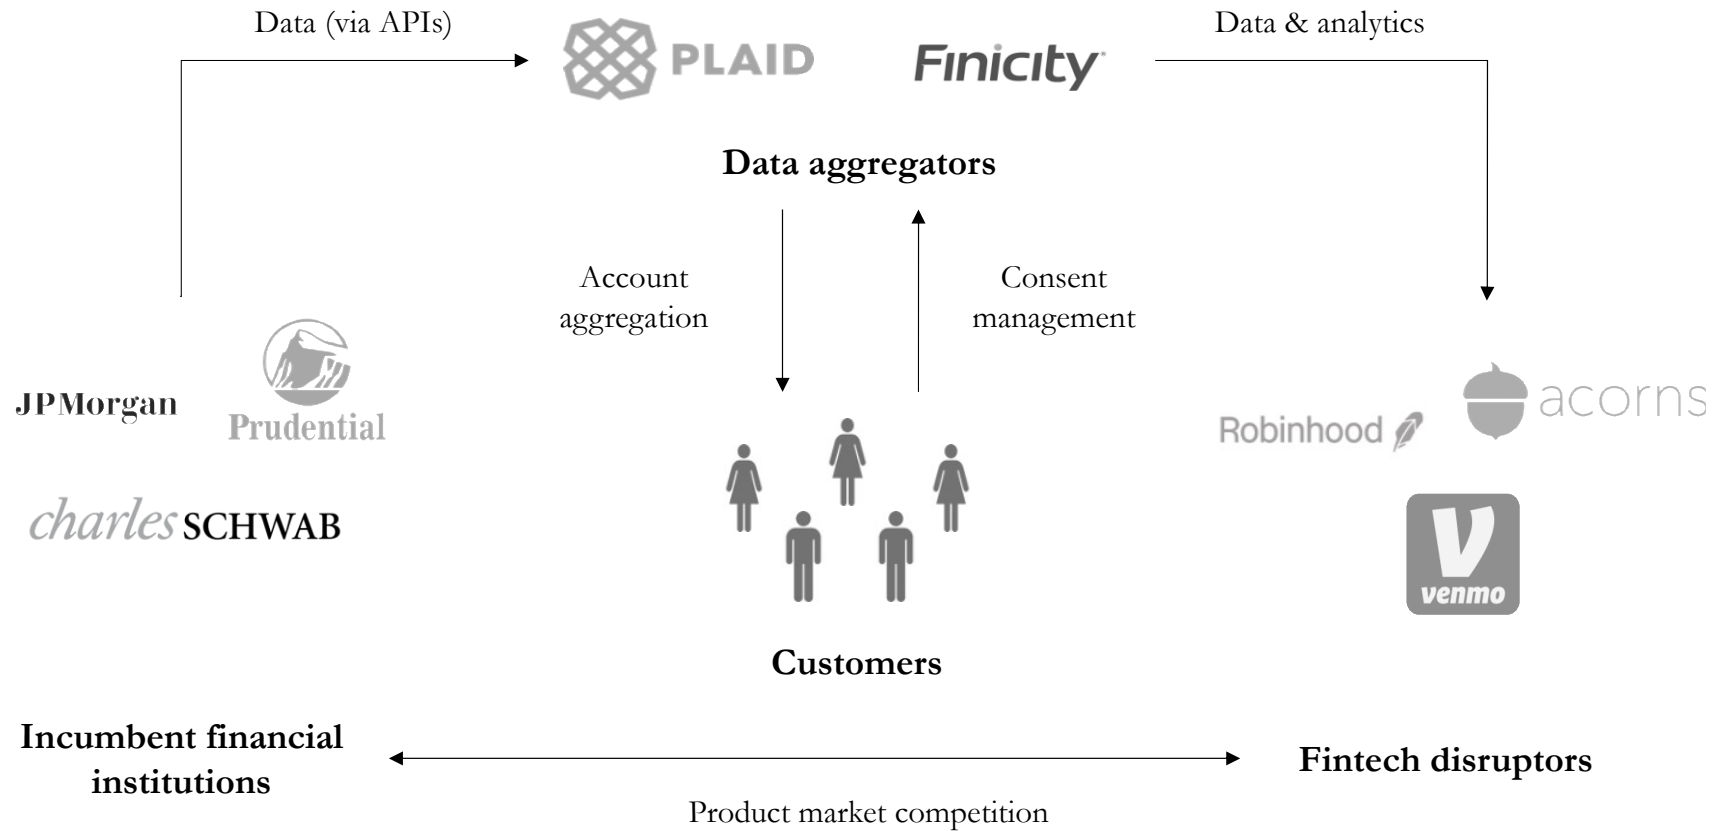 Data (via APIs)
PLAID
Finicity
Data & analytics
Data aggregators
Account
aggregation
Consent
management
JPMorgan
Prudential
charles SCHWAB
Robinhood
acorns
venmo
Customers
Incumbent financial
institutions
Fintech disruptors
Product market competition